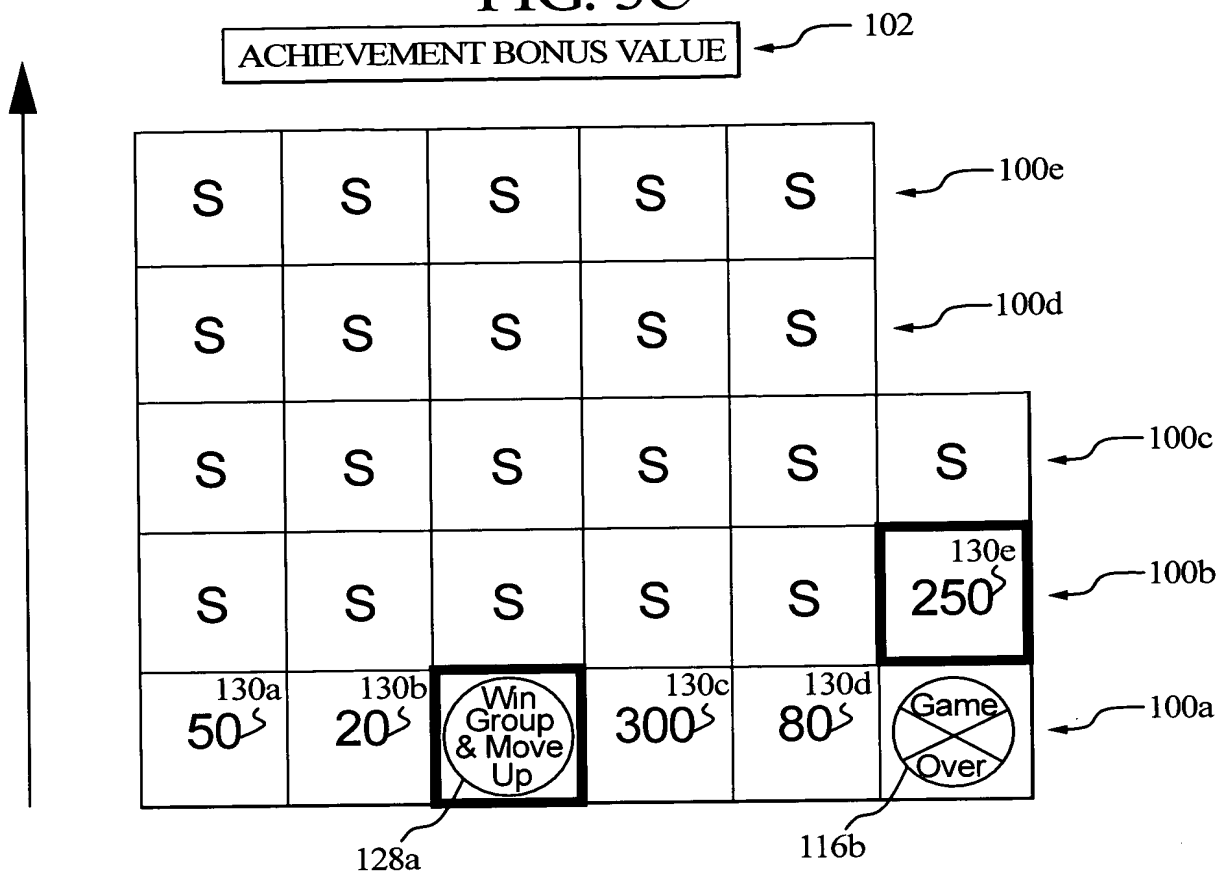 FIG. 5C
ACHIEVEMENT BONUS VALUE
102
S S S S S
100e
S S S S S
100d
S S S S S S
100c
S S S S S 250
130e
100b
130a 130b 130c 130d
50 20 Win Group & Move Up 300 80 Game Over
100a
128a 116b